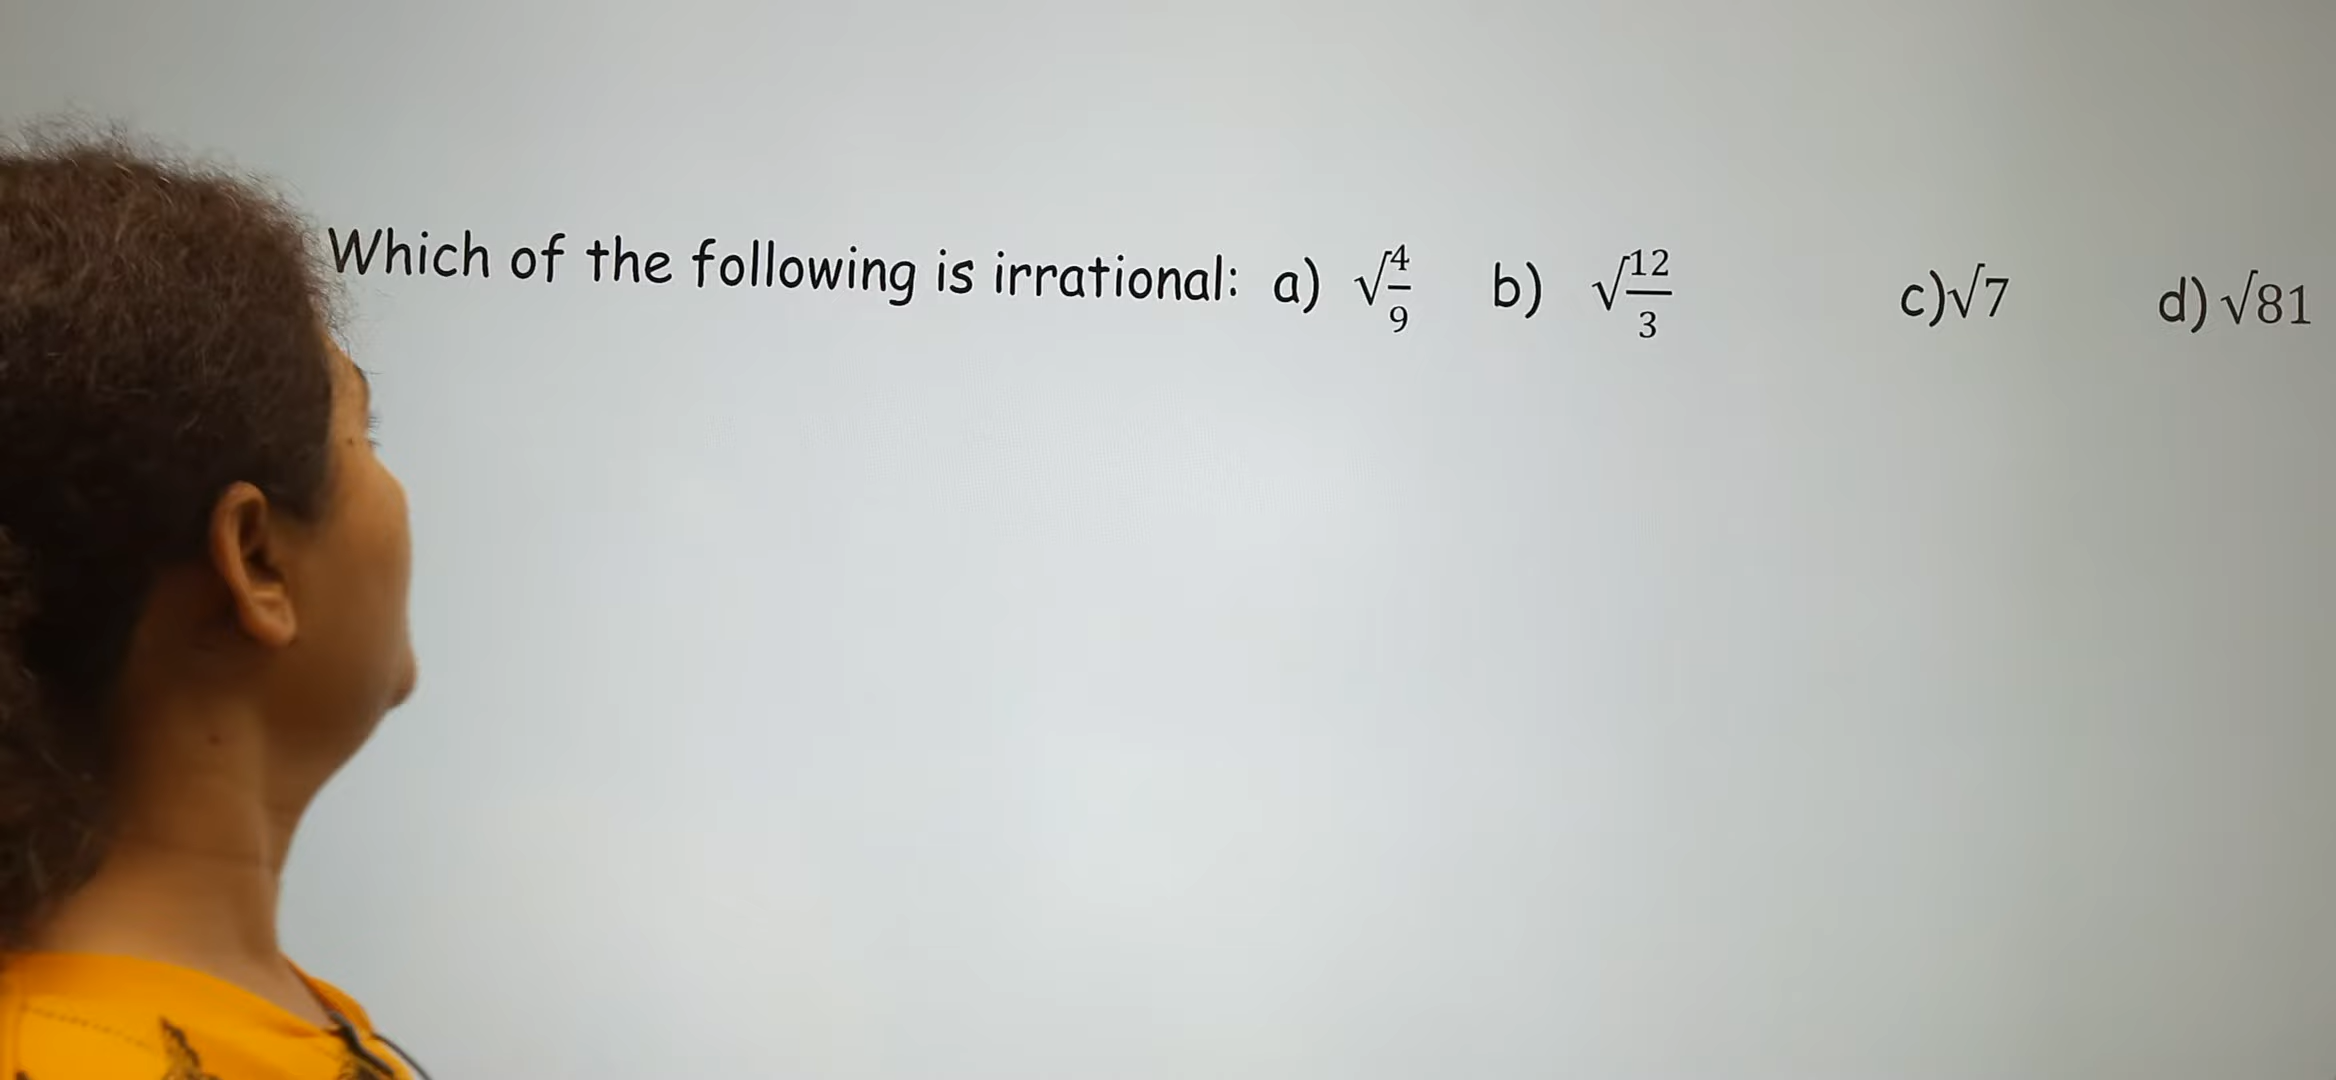 Which of the following is irrational: a) √4/9 b) √12/3 c)√7 d) √81